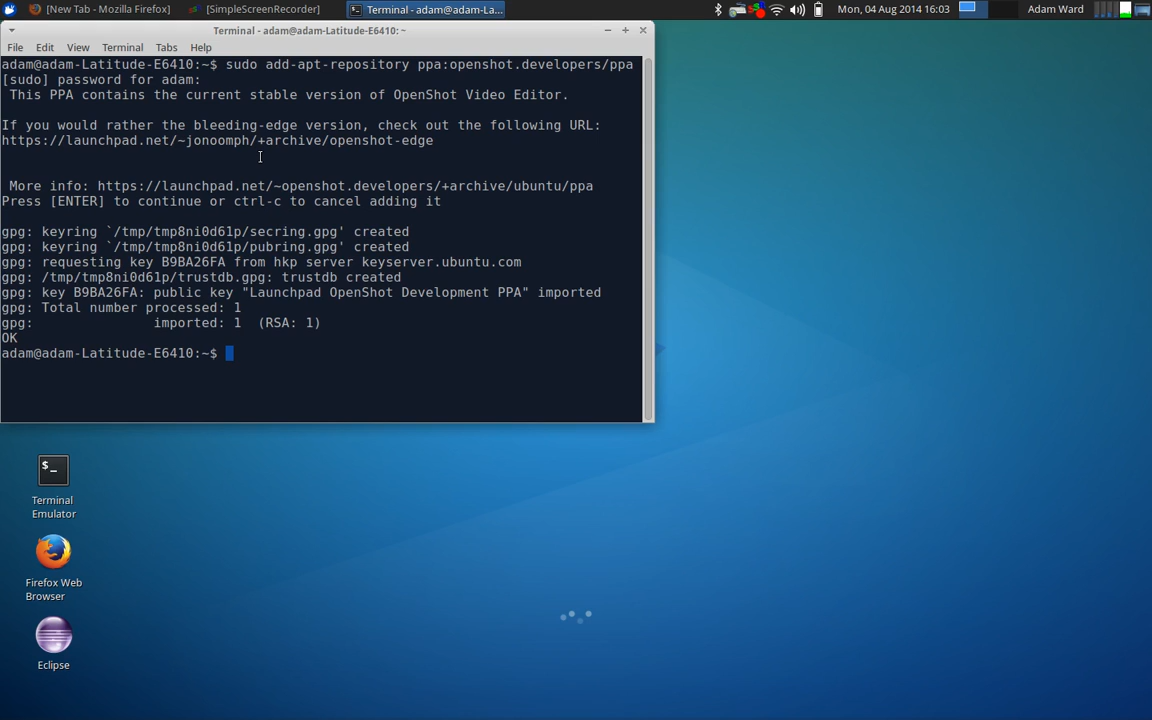 [New Tab - Mozilla Firefox]
[SimpleScreenRecorder]
Terminal - adam@adam-La...
Mon, 04 Aug 2014 16:03
Adam Ward
Terminal - adam@adam-Latitude-E6410: ~
File Edit View Terminal Tabs Help
adam@adam-Latitude-E6410:~$ sudo add-apt-repository ppa:openshot.developers/ppa
[sudo] password for adam:
This PPA contains the current stable version of OpenShot Video Editor.
If you would rather the bleeding-edge version, check out the following URL:
https://launchpad.net/~jonoomph/+archive/openshot-edge
More info: https://launchpad.net/~openshot.developers/+archive/ubuntu/ppa
Press [ENTER] to continue or ctrl-c to cancel adding it
gpg: keyring `/tmp/tmp8ni0d61p/secring.gpg' created
gpg: keyring `/tmp/tmp8ni0d61p/pubring.gpg' created
gpg: requesting key B9BA26FA from hkp server keyserver.ubuntu.com
gpg: /tmp/tmp8ni0d61p/trustdb.gpg: trustdb created
gpg: key B9BA26FA: public key "Launchpad OpenShot Development PPA" imported
gpg: Total number processed: 1
gpg:               imported: 1  (RSA: 1)
OK
adam@adam-Latitude-E6410:~$
$_
Terminal
Emulator
Firefox Web
Browser
Eclipse